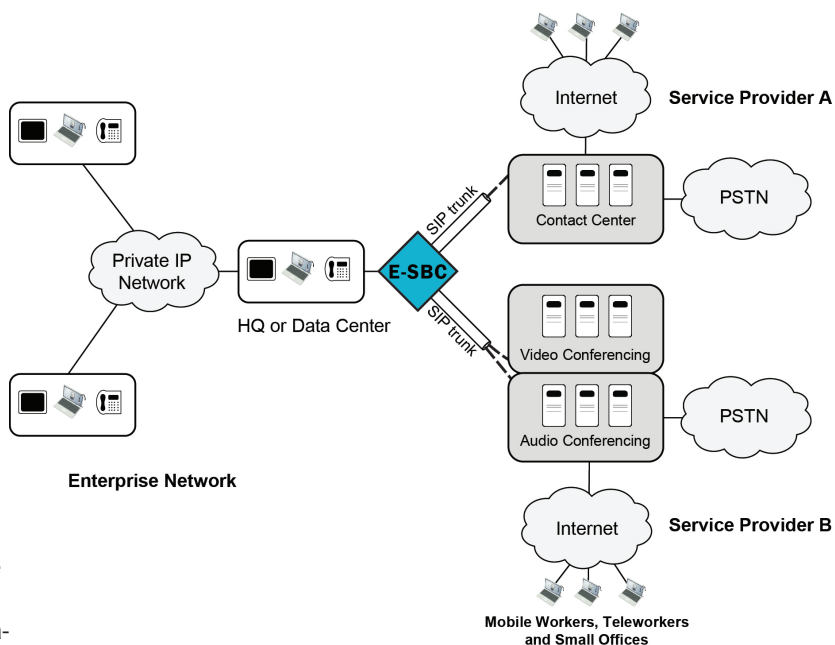 Internet
Service Provider A
SIP trunk
Contact Center
PSTN
Private IP
Network
E-SBC
HQ or Data Center
SIP trunk
Video Conferencing
Audio Conferencing
PSTN
Enterprise Network
Internet
Service Provider B
Mobile Workers, Teleworkers
and Small Offices